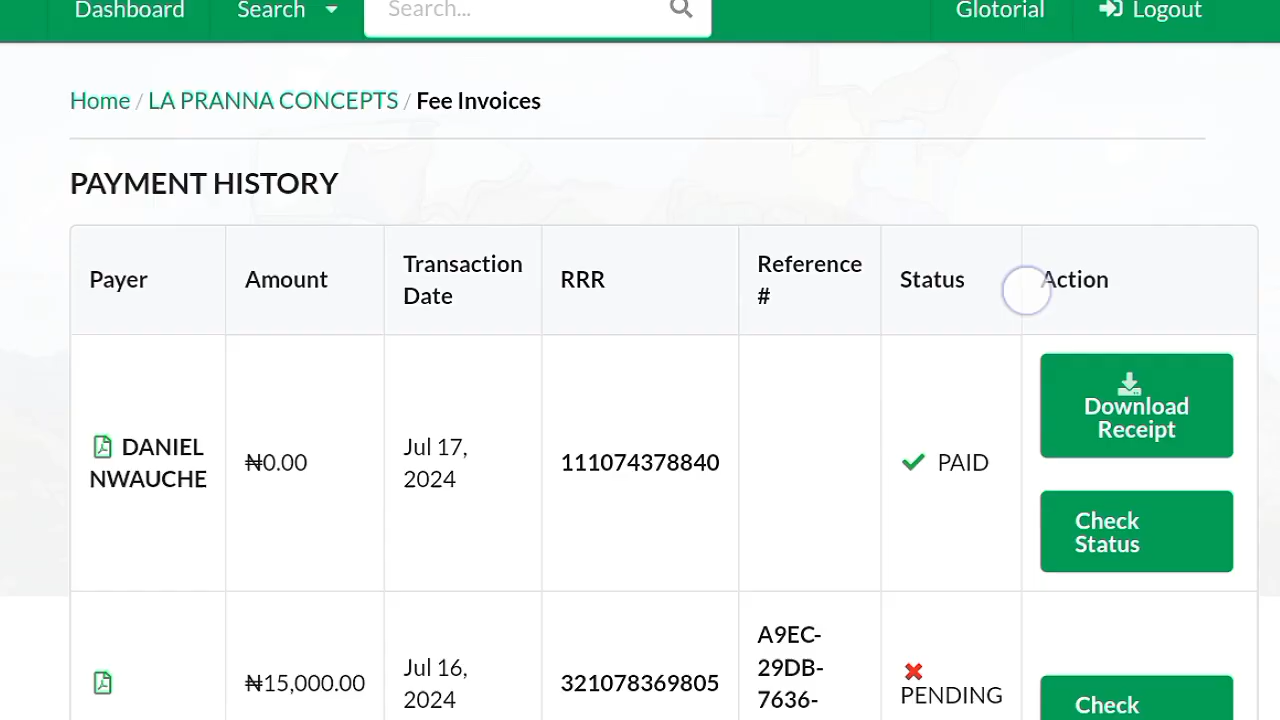 Dashboard Search Search... Glotorial Logout
Home / LA PRANNA CONCEPTS / Fee Invoices
PAYMENT HISTORY
Payer Amount Transaction Date RRR Reference # Status Action
DANIEL NWAUCHE ₦0.00 Jul 17, 2024 111074378840 PAID Download Receipt
Check Status
₦15,000.00 Jul 16, 2024 321078369805 A9EC-29DB-7636- PENDING Check